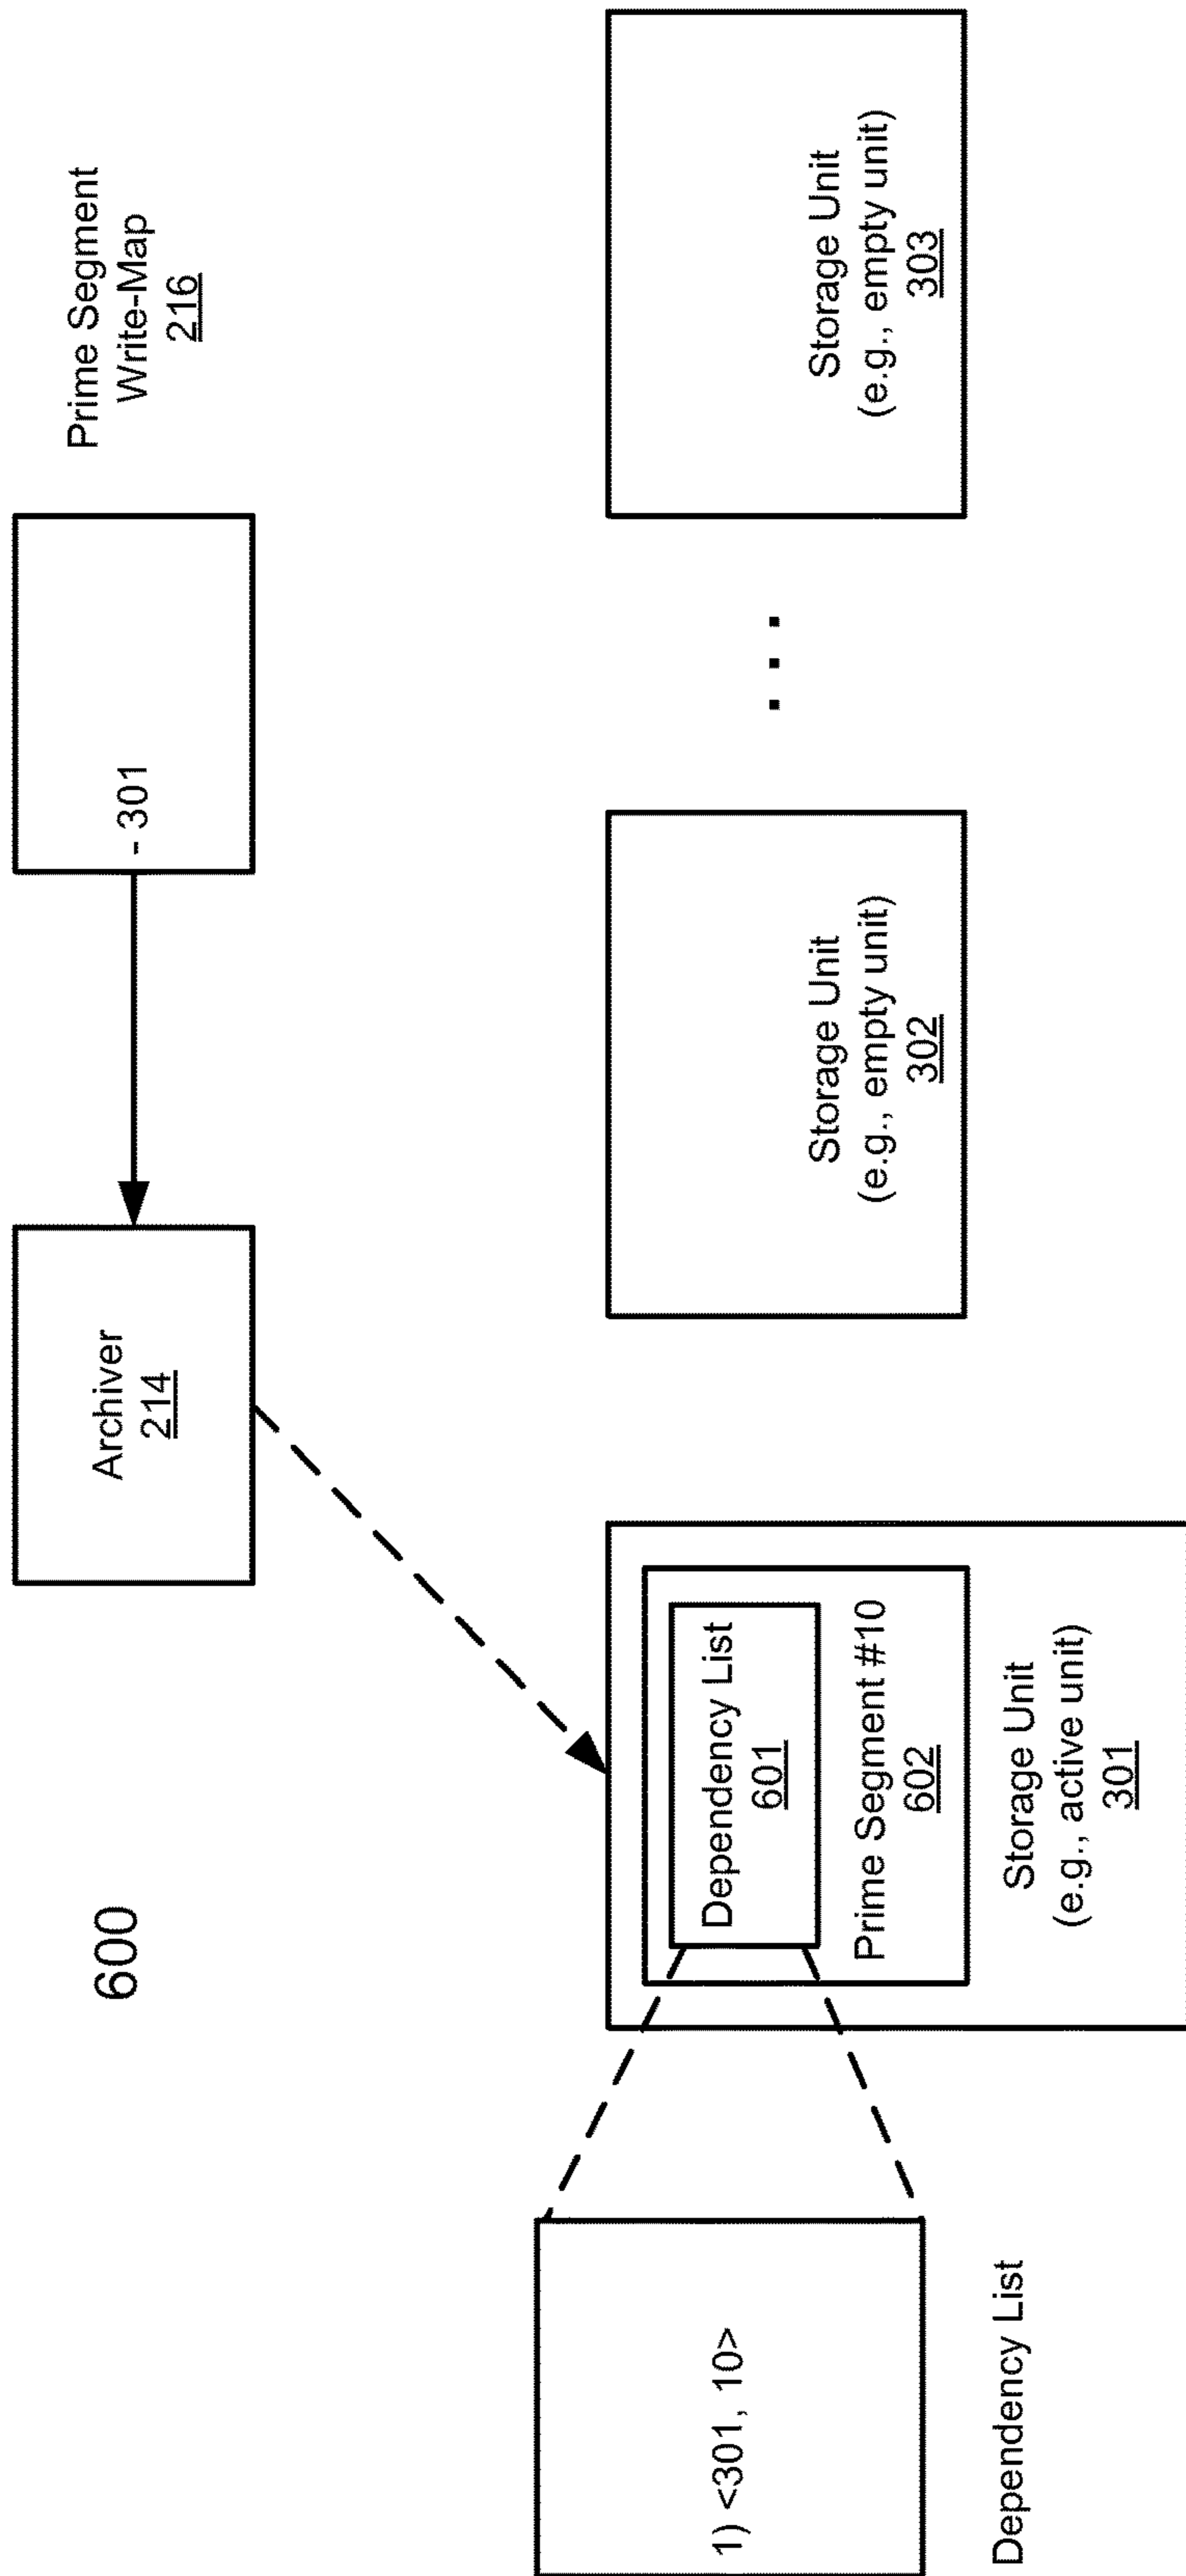 600
Archiver
214
- 301
Prime Segment
Write-Map
216
1) <301, 10>
Dependency List
Dependency List
601
Prime Segment #10
602
Storage Unit
(e.g., active unit)
301
Storage Unit
(e.g., empty unit)
302
. . .
Storage Unit
(e.g., empty unit)
303